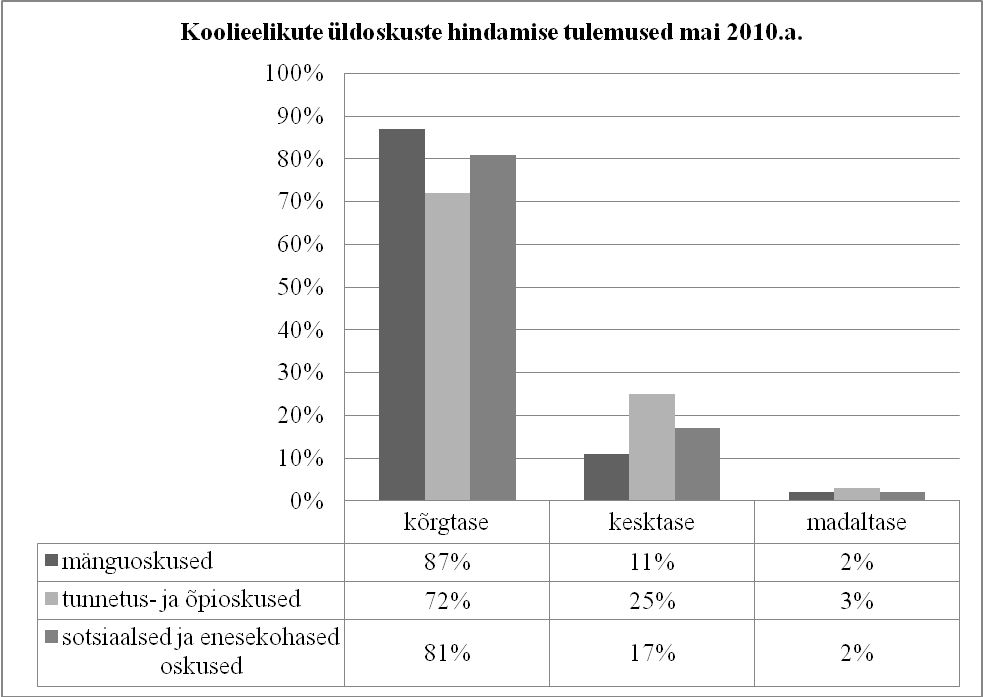 Koolieelikute üldoskuste hindamise tulemused mai 2010.a.
100%
90%
80%
70%
60%
50%
40%
30%
20%
10%
0%
kõrgtase kesktase madaltase
mänguoskused 87% 11% 2%
tunnetus- ja õpioskused 72% 25% 3%
sotsiaalsed ja enesekohased
oskused 81% 17% 2%